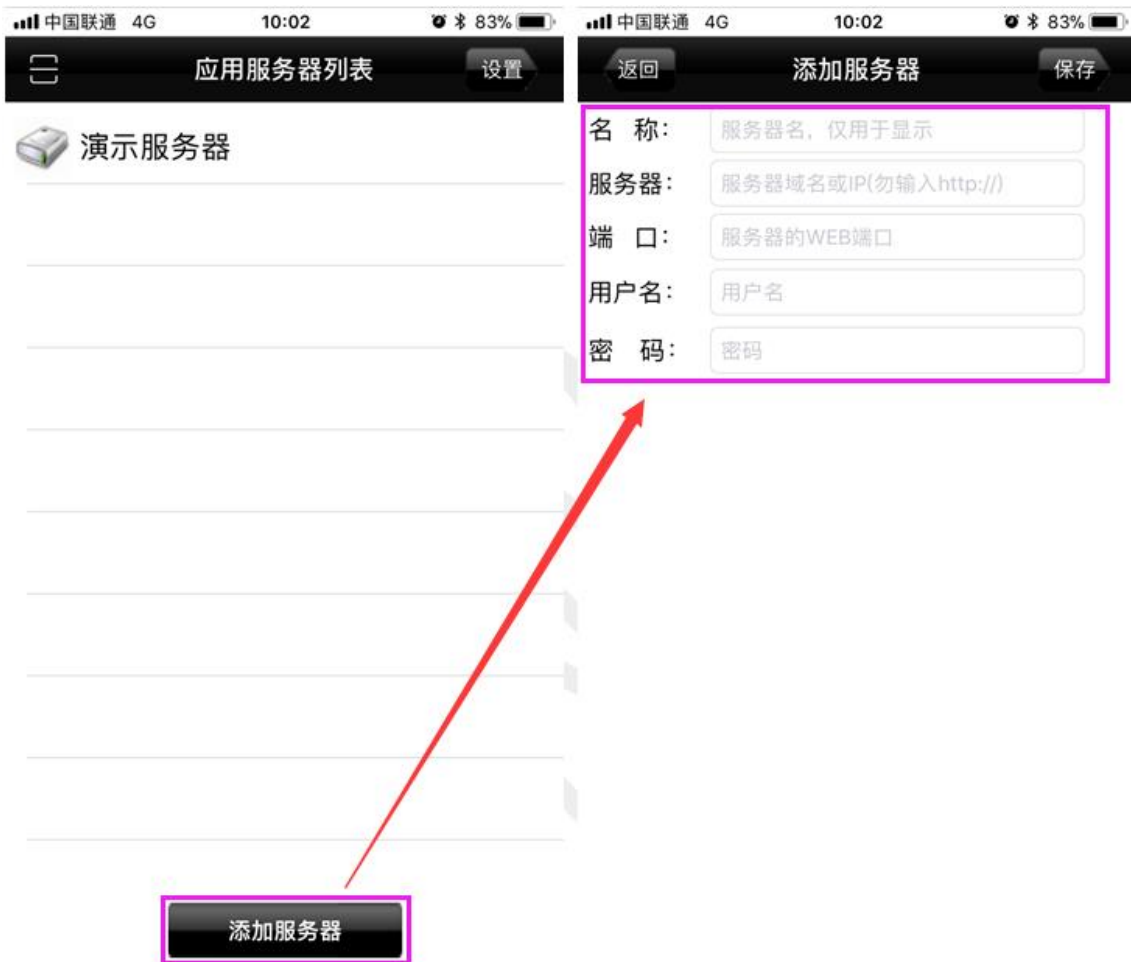 中国联通 4G 10:02 83%
应用服务器列表 设置
演示服务器
添加服务器
中国联通 4G 10:02 83%
返回 添加服务器 保存
名 称： 服务器名，仅用于显示
服务器： 服务器域名或IP(勿输入http://)
端 口： 服务器的WEB端口
用户名： 用户名
密 码： 密码